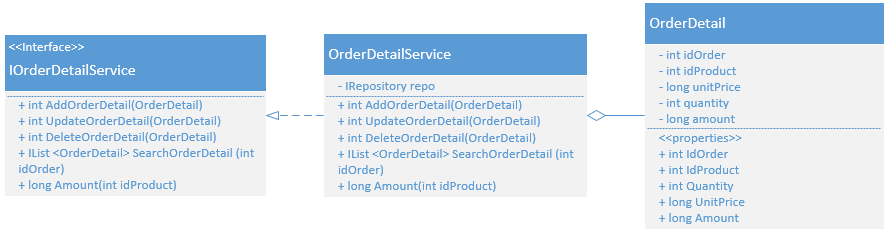 <<Interface>>
IOrderDetailService
+ int AddOrderDetail(OrderDetail)
+ int UpdateOrderDetail(OrderDetail)
+ int DeleteOrderDetail(OrderDetail)
+ IList <OrderDetail> SearchOrderDetail (int
idOrder)
+ long Amount(int idProduct)
OrderDetailService
- IRepository repo
+ int AddOrderDetail(OrderDetail)
+ int UpdateOrderDetail(OrderDetail)
int DeleteOrderDetail(OrderDetail)
+ IList <OrderDetail> SearchOrderDetail (int
idOrder)
+ long Amount(int idProduct)
OrderDetail
- int idOrder
- int idProduct
- long unitPrice
- int quantity
- long amount
<<properties>>
+ int IdOrder
+ int IdProduct
+ int Quantity
+ long UnitPrice
+ long Amount